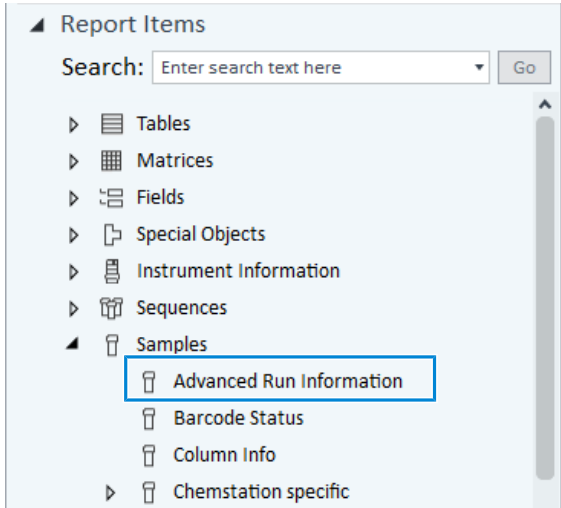 Report Items
Search: Enter search text here Go
Tables
Matrices
Fields
Special Objects
Instrument Information
Sequences
Samples
Advanced Run Information
Barcode Status
Column Info
Chemstation specific